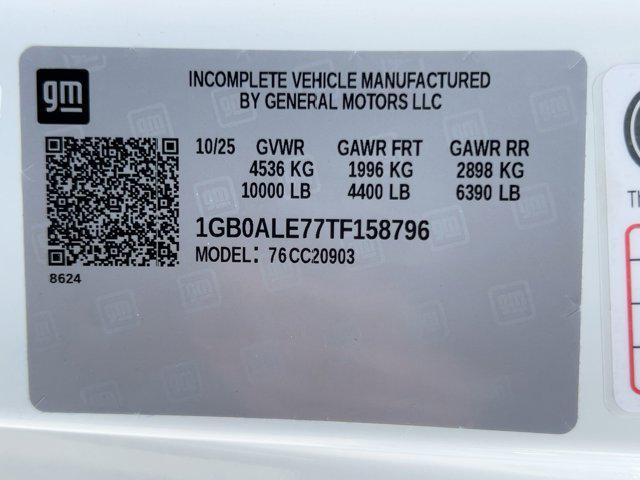 gm
INCOMPLETE VEHICLE MANUFACTURED
BY GENERAL MOTORS LLC
10/25 GVWR GAWR FRT GAWR RR
4536 KG 1996 KG 2898 KG
10000 LB 4400 LB 6390 LB
1GB0ALE77TF158796
MODEL: 76CC20903
8624